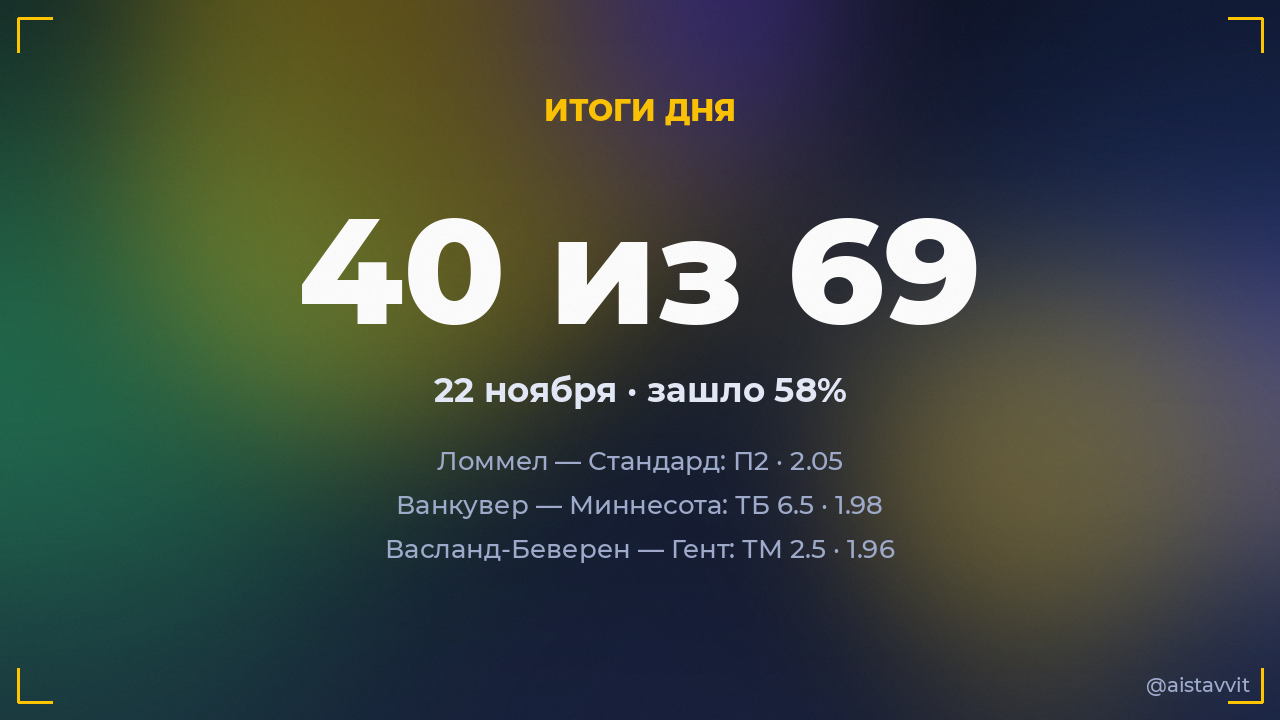 ИТОГИ ДНЯ
40 из 69
22 ноября · зашло 58%
Ломмел — Стандард: П2 · 2.05
Ванкувер — Миннесота: ТБ 6.5 · 1.98
Васланд-Беверен — Гент: ТМ 2.5 · 1.96
@aistavvit